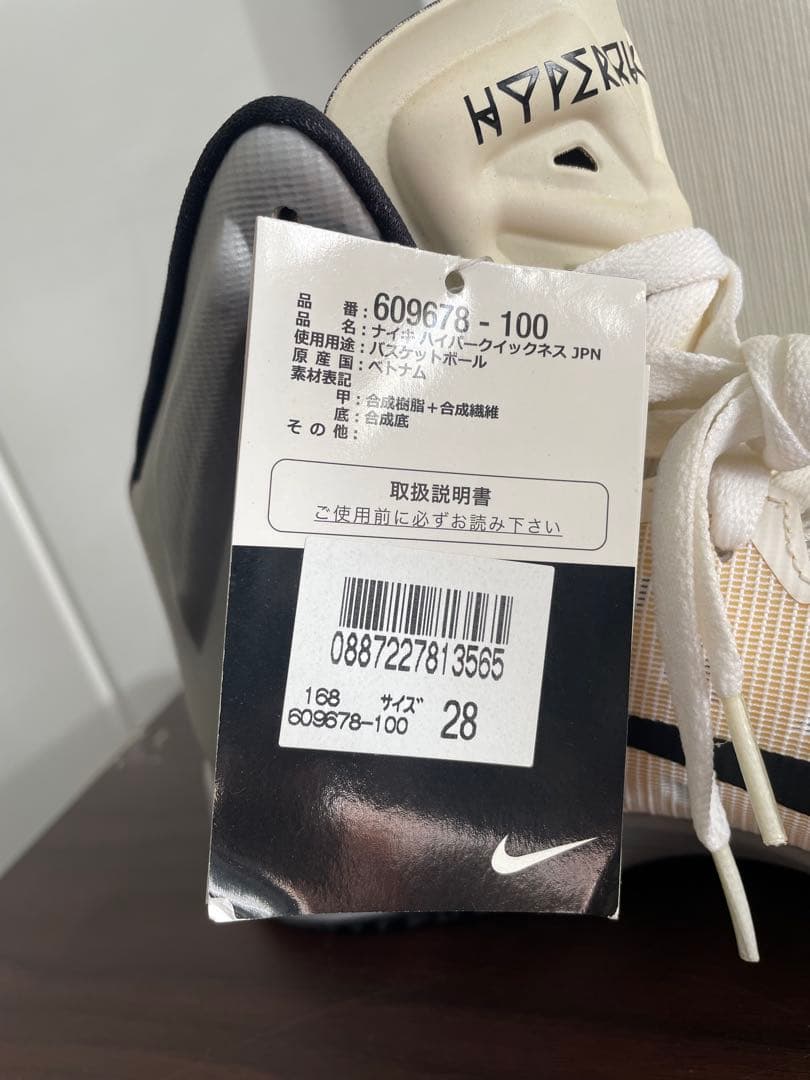 品番:609678-100
品名:ナイキ ハイパークイックネス JPN
使用用途:バスケットボール
原産国:ベトナム
素材表記
甲:合成樹脂+合成繊維
底:合成底
その他:
取扱説明書
ご使用前に必ずお読み下さい
0887227813565
168 サイズ
609678-100 28